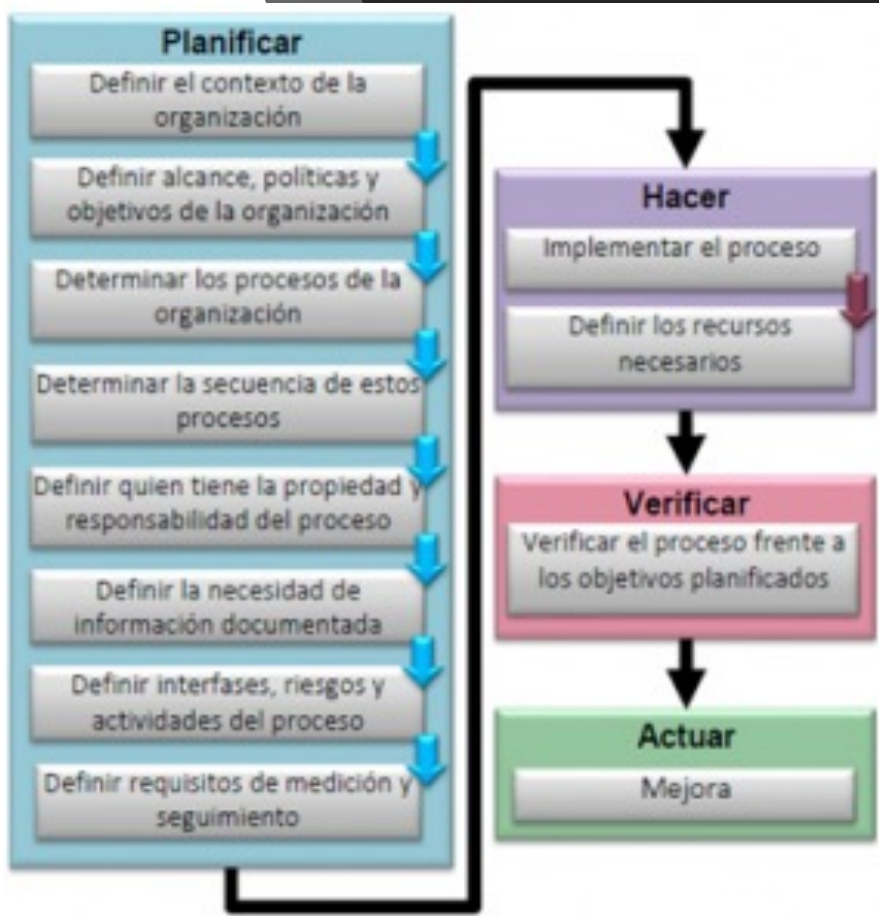 Planificar
Definir el contexto de la
organización
Definir alcance, políticas y
objetivos de la organización
Determinar los procesos de la
organización
Determinar la secuencia de estos
procesos
Definir quien tiene la propiedad y
responsabilidad del proceso
Definir la necesidad de
información documentada
Definir interfases, riesgos y
actividades del proceso
Definir requisitos de medición y
seguimiento
Hacer
Implementar el proceso
Definir los recursos
necesarios
Verificar
Verificar el proceso frente a
los objetivos planificados
Actuar
Mejora